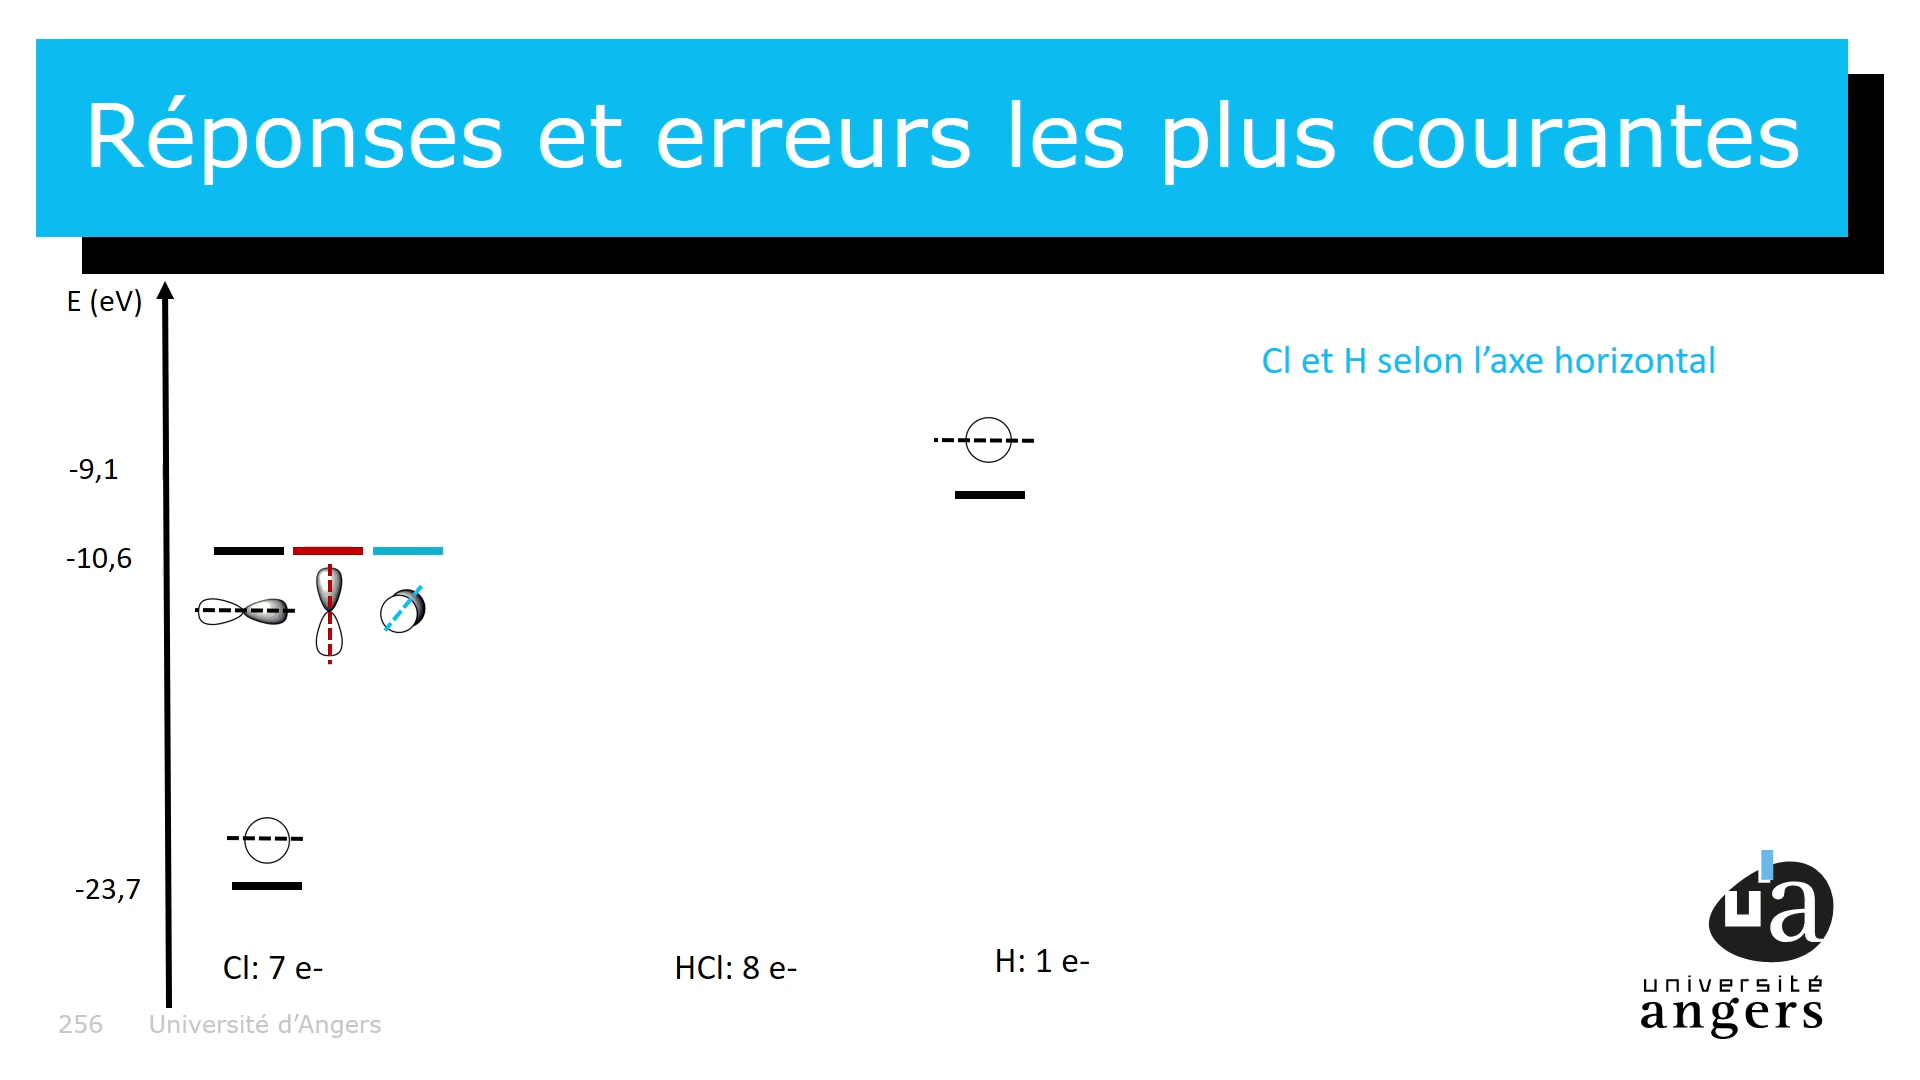 Réponses et erreurs les plus courantes
E (eV)
Cl et H selon l’axe horizontal
-9,1
-10,6
-23,7
Cl: 7 e-
HCl: 8 e-
H: 1 e-
ua
université
angers
256 Université d’Angers